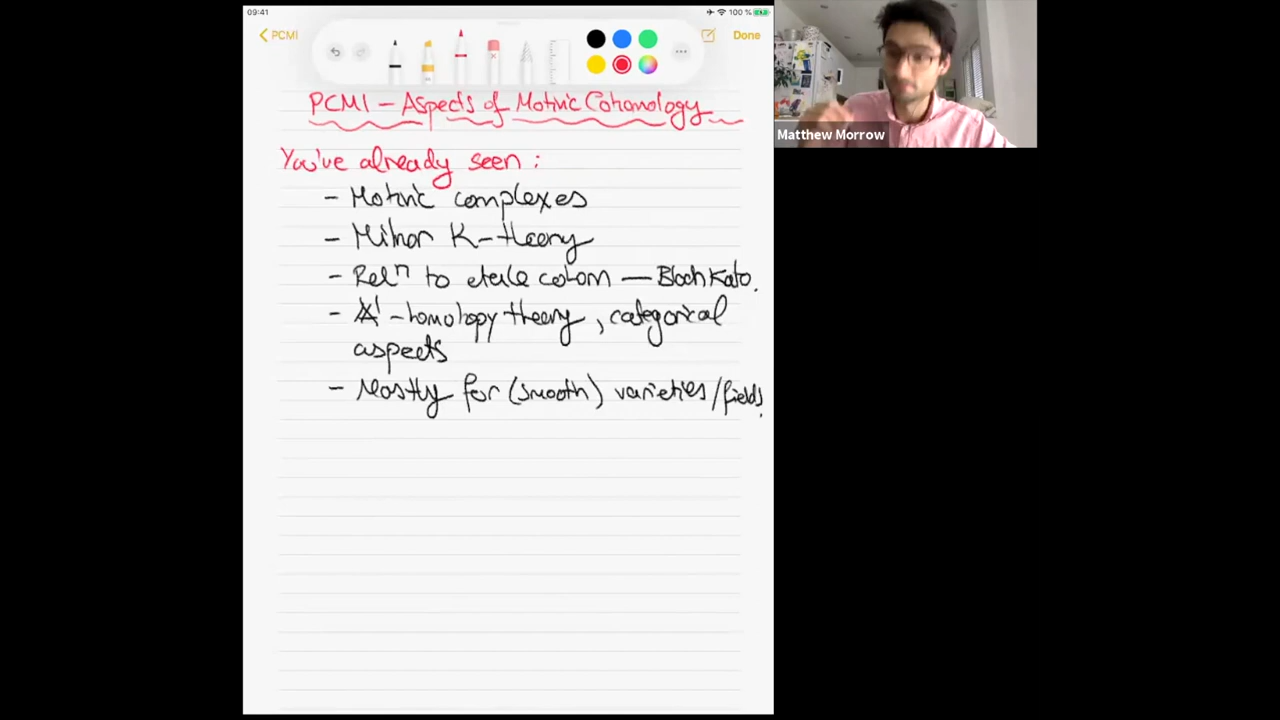 09:41
100 %
PCMI
Done
PCMI - Aspects of Motivic Cohomology
You've already seen :
- Motivic complexes
- Milnor K-theory
- Relⁿ to etale cohom — Bloch Kato.
- A¹-homotopy theory, categorical
aspects
- Mostly for (smooth) varieties/fields.
Matthew Morrow